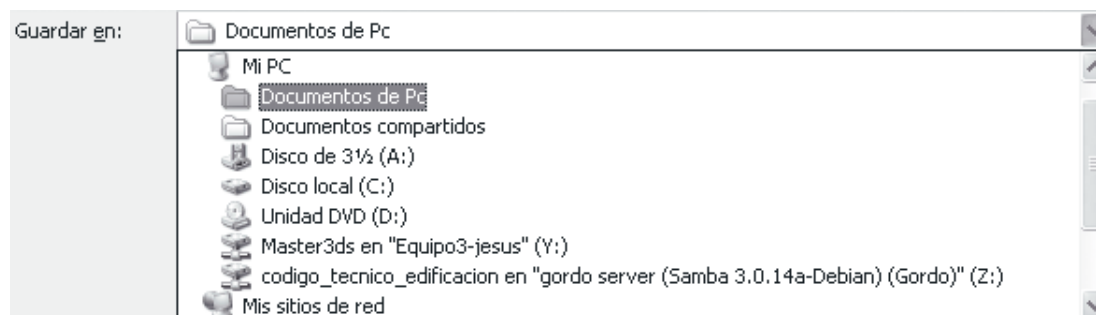 Guardar en: Documentos de Pc
Mi PC
Documentos de Pc
Documentos compartidos
Disco de 3½ (A:)
Disco local (C:)
Unidad DVD (D:)
Master3ds en "Equipo3-jesus" (Y:)
codigo_tecnico_edificacion en "gordo server (Samba 3.0.14a-Debian) (Gordo)" (Z:)
Mis sitios de red